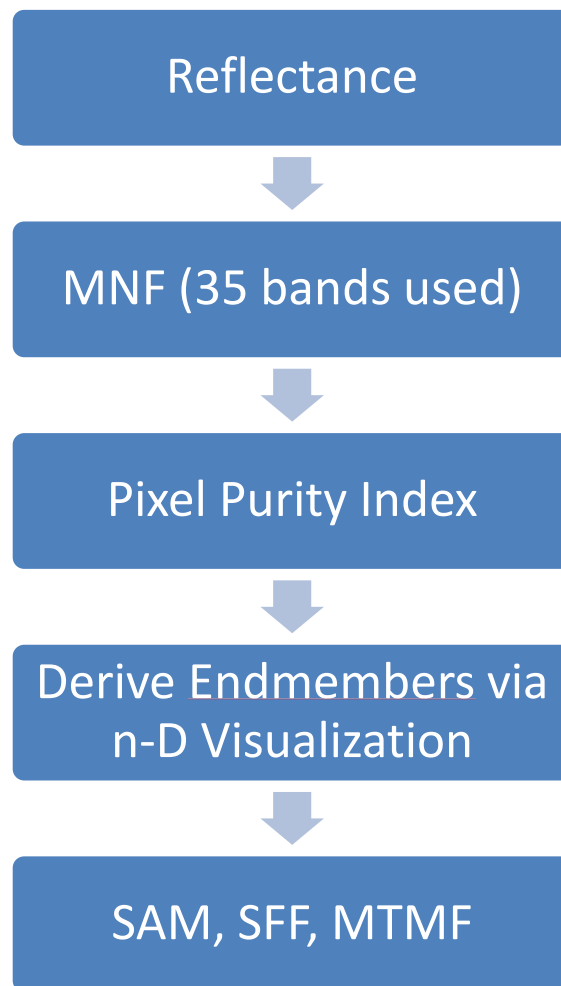 Reflectance
MNF (35 bands used)
Pixel Purity Index
Derive Endmembers via
n-D Visualization
SAM, SFF, MTMF